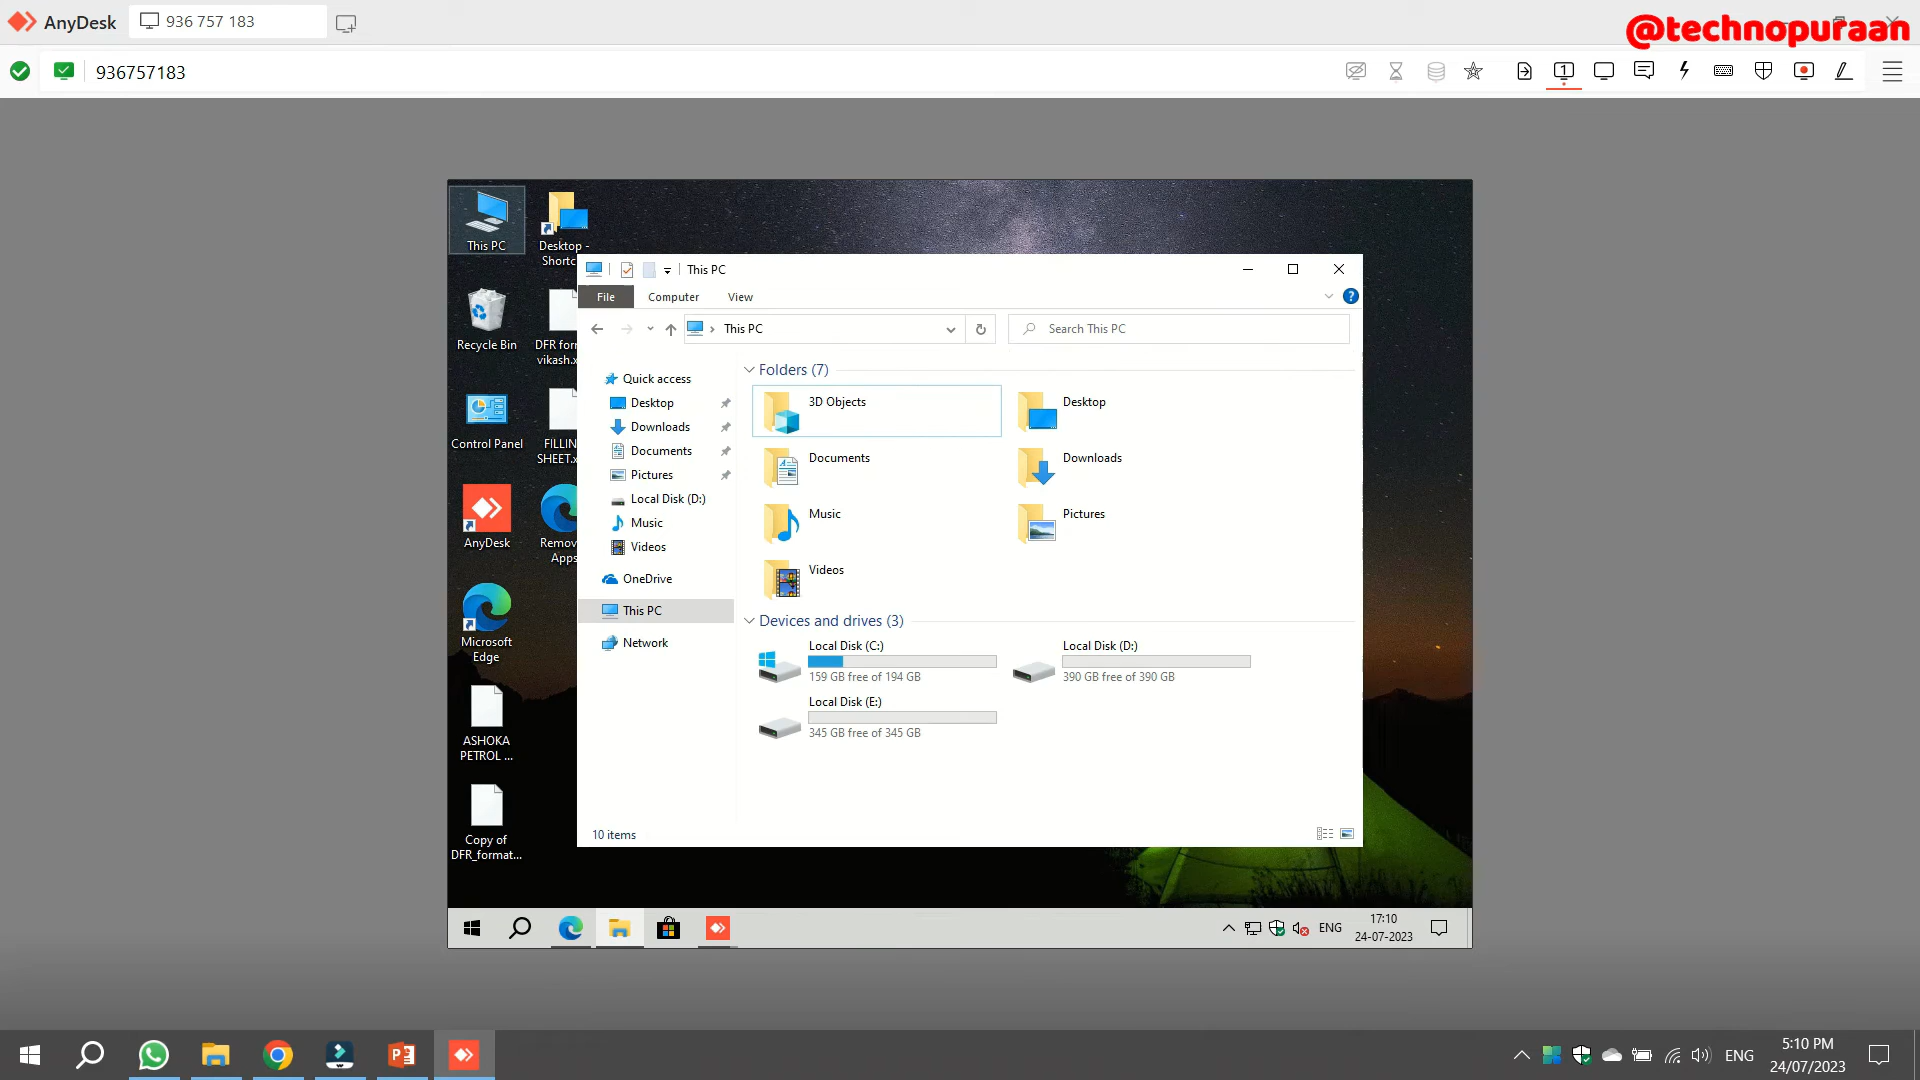 AnyDesk
936 757 183
@technopuraan
936757183
1
This PC
Desktop -
Shortc
This PC
File
Computer
View
?
This PC
Search This PC
Recycle Bin
DFR for
vikash.x
Quick access
Desktop
Downloads
Documents
Pictures
Local Disk (D:)
Music
Videos
OneDrive
This PC
Network
Folders (7)
3D Objects
Desktop
Documents
Downloads
Music
Pictures
Videos
Devices and drives (3)
Local Disk (C:)
159 GB free of 194 GB
Local Disk (D:)
390 GB free of 390 GB
Local Disk (E:)
345 GB free of 345 GB
10 items
Control Panel
FILLIN
SHEET.x
AnyDesk
Remov
Apps
Microsoft
Edge
ASHOKA
PETROL ...
Copy of
DFR_format...
ENG
17:10
24-07-2023
ENG
5:10 PM
24/07/2023